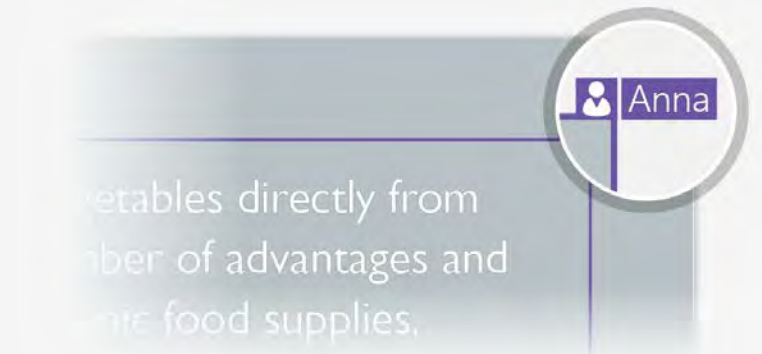 Anna
etables directly from
ber of advantages and
food supplies,